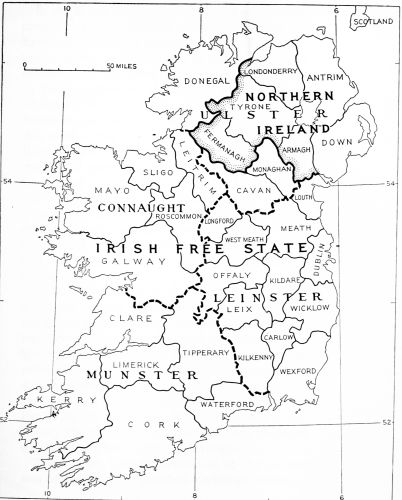 10
8
6
SCOTLAND
0
50 MILES
DONEGAL
LONDONDERRY
ANTRIM
NORTHERN
TYRONE
ULSTER
IRELAND
FERMANAGH
ARMAGH
DOWN
MONAGHAN
LEITRIM
SLIGO
54
54
CAVAN
MAYO
LOUTH
CONNAUGHT
ROSCOMMON
LONGFORD
MEATH
WEST MEATH
IRISH FREE STATE
GALWAY
DUBLIN
OFFALY
KILDARE
LEINSTER
LEIX
WICKLOW
CLARE
CARLOW
TIPPERARY
KILKENNY
LIMERICK
WEXFORD
MUNSTER
KERRY
WATERFORD
CORK
52
10
8
6